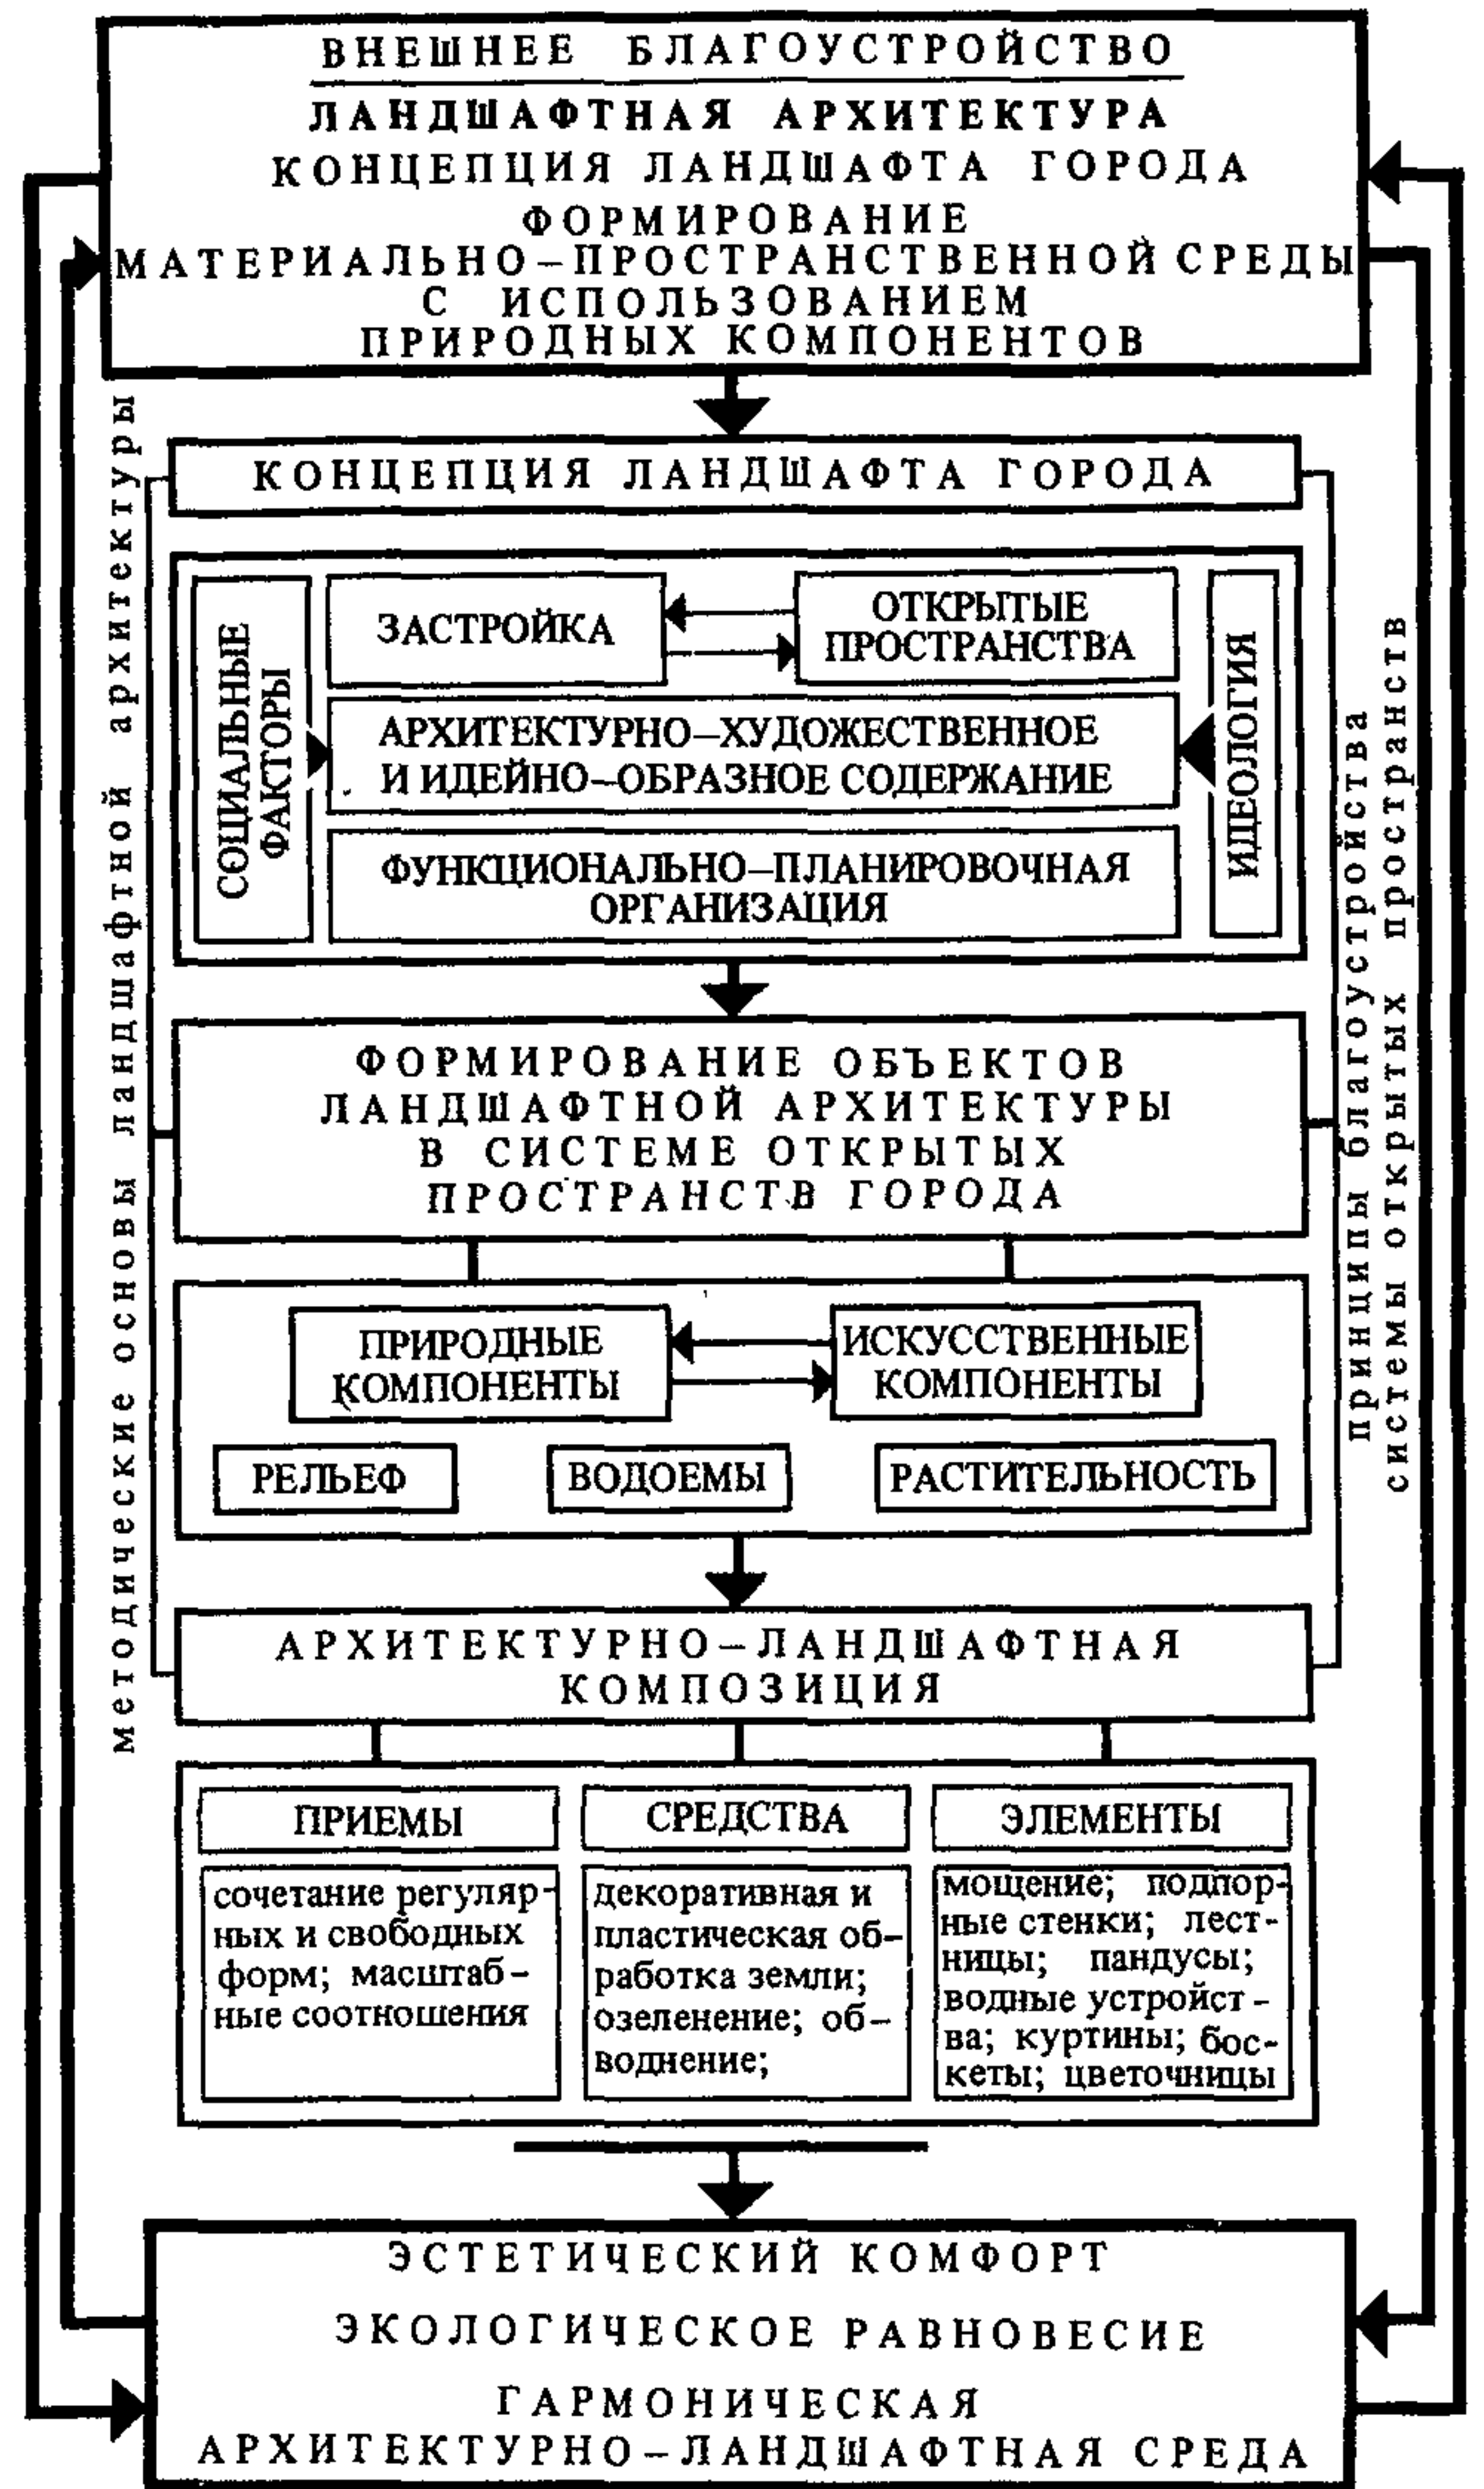 ВНЕШНЕЕ БЛАГОУСТРОЙСТВО
ЛАНДШАФТНАЯ АРХИТЕКТУРА
КОНЦЕПЦИЯ ЛАНДШАФТА ГОРОДА
ФОРМИРОВАНИЕ
МАТЕРИАЛЬНО–ПРОСТРАНСТВЕННОЙ СРЕДЫ
С ИСПОЛЬЗОВАНИЕМ
ПРИРОДНЫХ КОМПОНЕНТОВ
методические основы ландшафтной архитектуры
КОНЦЕПЦИЯ ЛАНДШАФТА ГОРОДА
СОЦИАЛЬНЫЕ
ФАКТОРЫ
ЗАСТРОЙКА
ОТКРЫТЫЕ
ПРОСТРАНСТВА
АРХИТЕКТУРНО–ХУДОЖЕСТВЕННОЕ
И ИДЕЙНО–ОБРАЗНОЕ СОДЕРЖАНИЕ
ФУНКЦИОНАЛЬНО–ПЛАНИРОВОЧНАЯ
ОРГАНИЗАЦИЯ
ИДЕОЛОГИЯ
принципы благоустройства
системы открытых пространств
ФОРМИРОВАНИЕ ОБЪЕКТОВ
ЛАНДШАФТНОЙ АРХИТЕКТУРЫ
В СИСТЕМЕ ОТКРЫТЫХ
ПРОСТРАНСТВ ГОРОДА
ПРИРОДНЫЕ
КОМПОНЕНТЫ
ИСКУССТВЕННЫЕ
КОМПОНЕНТЫ
РЕЛЬЕФ
ВОДОЕМЫ
РАСТИТЕЛЬНОСТЬ
АРХИТЕКТУРНО–ЛАНДШАФТНАЯ
КОМПОЗИЦИЯ
ПРИЕМЫ
сочетание регуляр-
ных и свободных
форм; масштаб-
ные соотношения
СРЕДСТВА
декоративная и
пластическая об-
работка земли;
озеленение; об-
воднение;
ЭЛЕМЕНТЫ
мощение; подпор-
ные стенки; лест-
ницы; пандусы;
водные устройст-
ва; куртины; бос-
кеты; цветочницы
ЭСТЕТИЧЕСКИЙ КОМФОРТ
ЭКОЛОГИЧЕСКОЕ РАВНОВЕСИЕ
ГАРМОНИЧЕСКАЯ
АРХИТЕКТУРНО–ЛАНДШАФТНАЯ СРЕДА